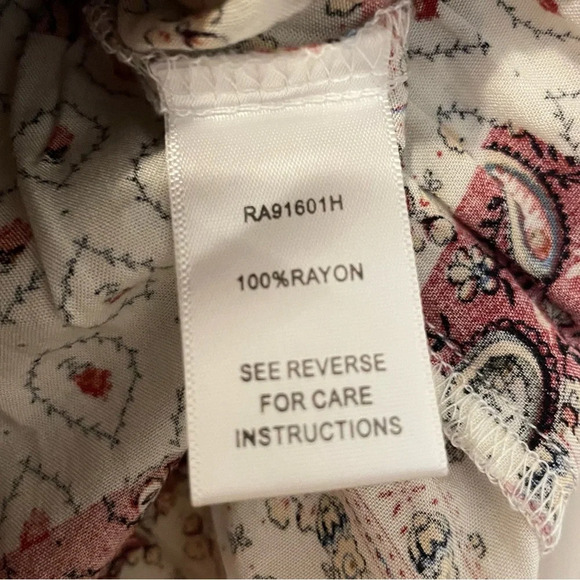 RA91601H
100%RAYON
SEE REVERSE
FOR CARE
INSTRUCTIONS